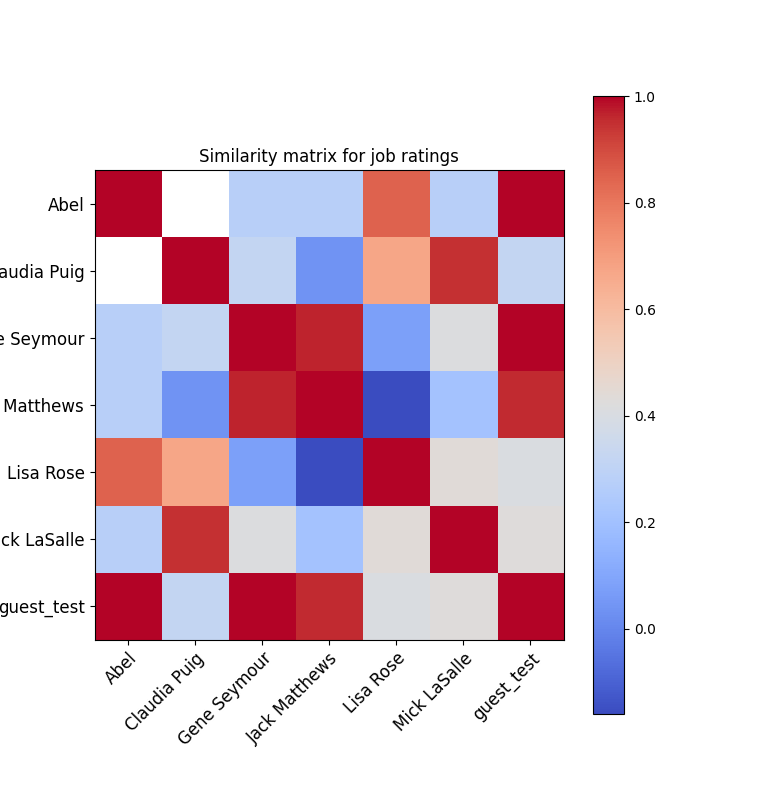 Similarity matrix for job ratings
1.0
0.8
0.6
0.4
0.2
0.0
Abel
audia Puig
e Seymour
Matthews
Lisa Rose
ck LaSalle
guest_test
Abel
Claudia Puig
Gene Seymour
Jack Matthews
Lisa Rose
Mick LaSalle
guest_test